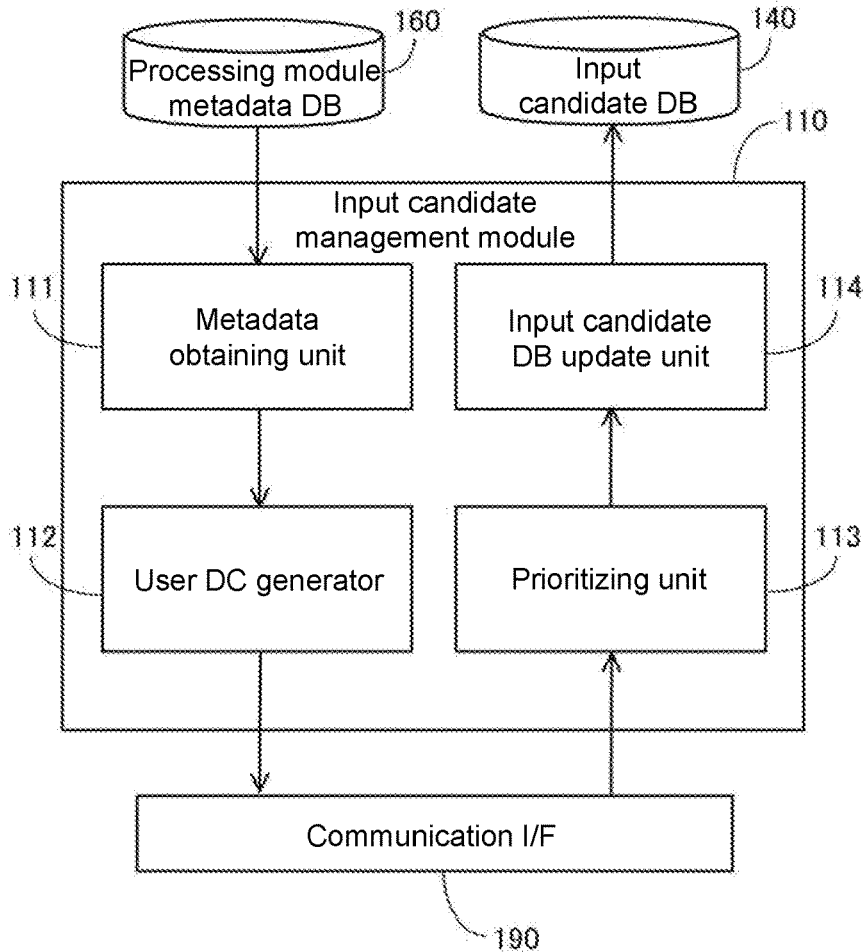 160
140
Processing module
metadata DB
Input
candidate DB
110
Input candidate
management module
111
114
Metadata
obtaining unit
Input candidate
DB update unit
112
113
User DC generator
Prioritizing unit
Communication I/F
190